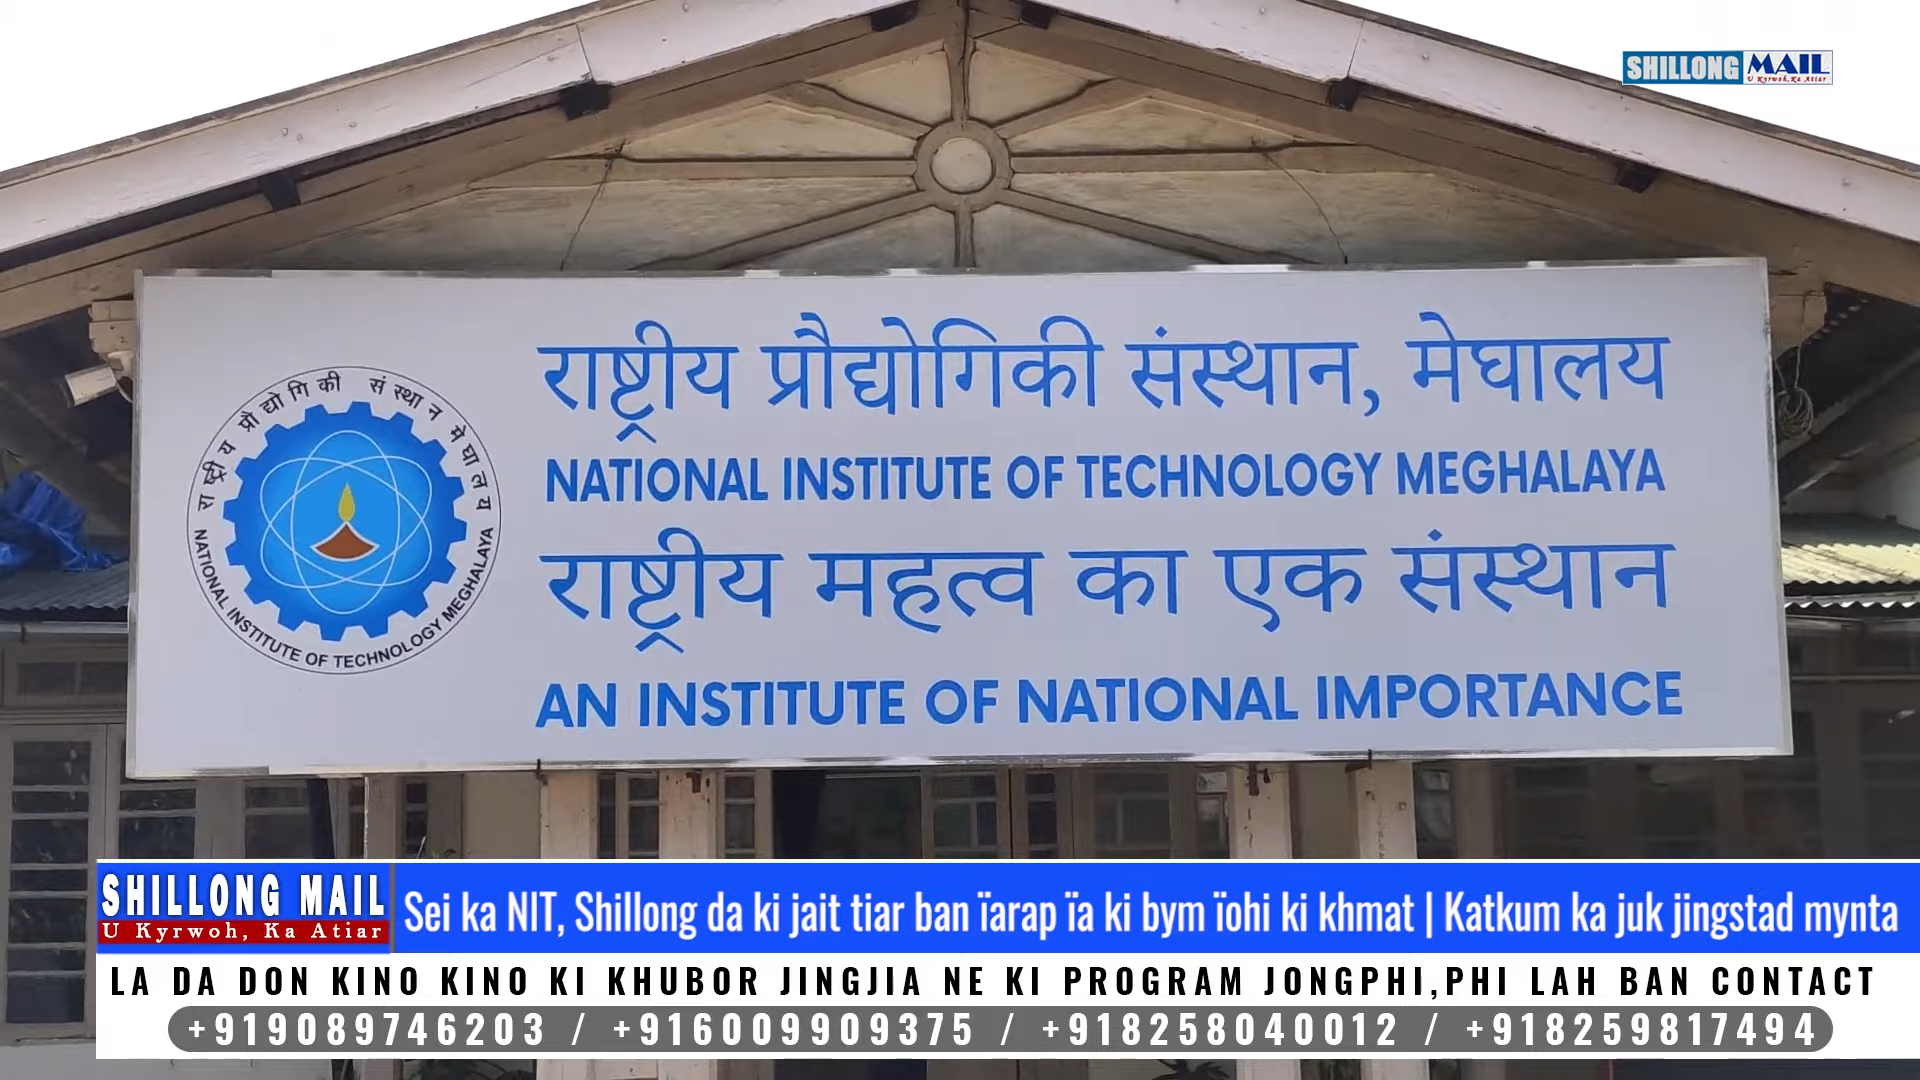 SHILLONG MAIL
U Kyrwoh, Ka Atiar
राष्ट्रीय प्रौद्योगिकी संस्थान, मेघालय
NATIONAL INSTITUTE OF TECHNOLOGY MEGHALAYA
राष्ट्रीय महत्व का एक संस्थान
AN INSTITUTE OF NATIONAL IMPORTANCE
राष्ट्रीय प्रौद्योगिकी संस्थान मेघालय
NATIONAL INSTITUTE OF TECHNOLOGY MEGHALAYA
SHILLONG MAIL
U Kyrwoh, Ka Atiar
Sei ka NIT, Shillong da ki jait tiar ban ïarap ïa ki bym ïohi ki khmat | Katkum ka juk jingstad mynta
LA DA DON KINO KINO KI KHUBOR JINGJIA NE KI PROGRAM JONGPHI,PHI LAH BAN CONTACT
+919089746203 / +916009909375 / +918258040012 / +918259817494